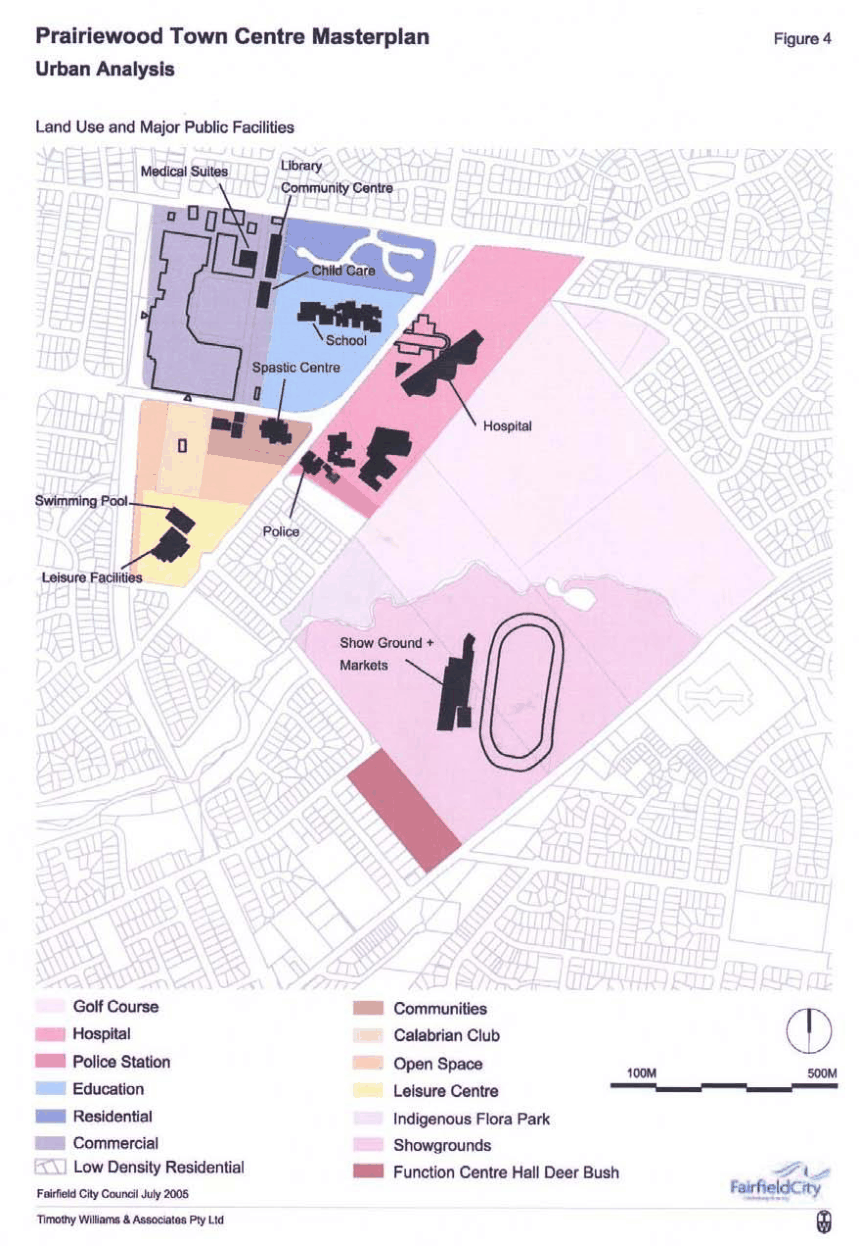 Prairiewood Town Centre Masterplan
Figure 4
Urban Analysis
Land Use and Major Public Facilities
Medical Suites
Library
Community Centre
Child Care
School
Spastic Centre
Hospital
Swimming Pool
Police
Leisure Facilities
Show Ground +
Markets
Golf Course
Hospital
Police Station
Education
Residential
Commercial
Low Density Residential
Communities
Calabrian Club
Open Space
Leisure Centre
Indigenous Flora Park
Showgrounds
Function Centre Hall Deer Bush
100M
500M
Fairfield City Council July 2005
FairfieldCity
Timothy Williams & Associates Pty Ltd